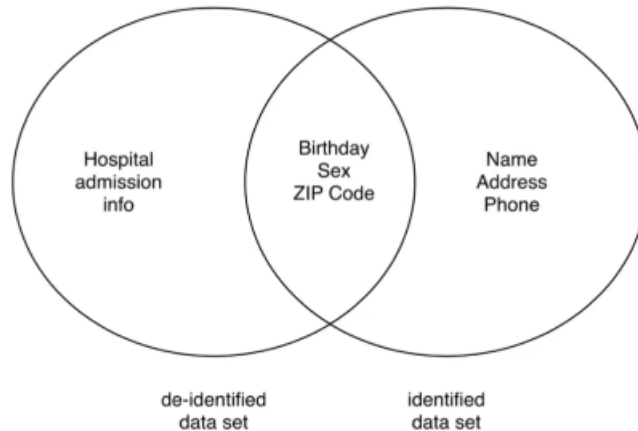 Hospital
admission
info
Birthday
Sex
ZIP Code
Name
Address
Phone
de-identified
data set
identified
data set